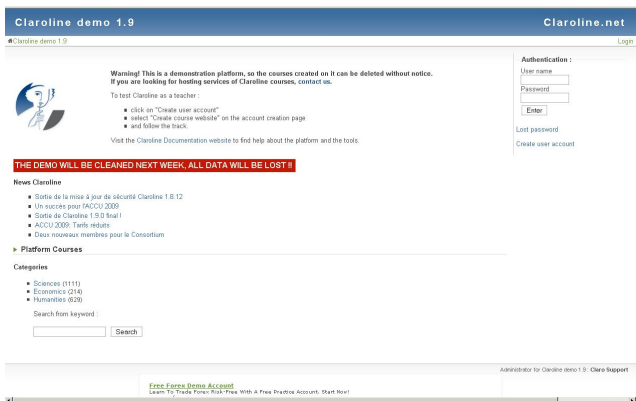 Claroline demo 1.9
Claroline.net
Claroline demo 1.9
Login
Warning! This is a demonstration platform, so the courses created on it can be deleted without notice.
If you are looking for hosting services of Claroline courses, contact us.
To test Claroline as a teacher :
click on "Create user account"
select "Create course website" on the account creation page
and follow the track.
Visit the Claroline Documentation website to find help about the platform and the tools.
Authentication :
User name
Password
Enter
Lost password
Create user account
THE DEMO WILL BE CLEANED NEXT WEEK, ALL DATA WILL BE LOST !!
News Claroline
Sortie de la mise à jour de sécurité Claroline 1.8.12
Un succès pour l'ACCU 2009
Sortie de Claroline 1.9.0 final !
ACCU 2009: Tarifs réduits
Deux nouveaux membres pour le Consortium
Platform Courses
Categories
Sciences (1111)
Economics (214)
Humanities (629)
Search from keyword :
Search
Administrator for Claroline demo 1.9 : Claro Support
Free Forex Demo Account
Learn To Trade Forex Risk-Free With A Free Practice Account. Start Now!